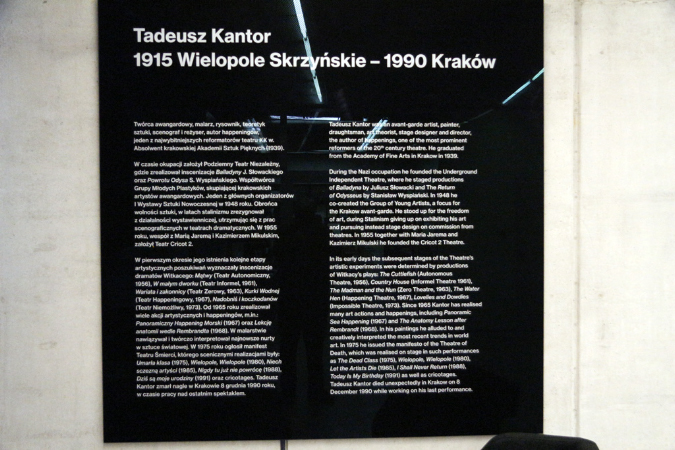 Tadeusz Kantor
1915 Wielopole Skrzyńskie – 1990 Kraków
Twórca awangardowy, malarz, rysownik, teoretyk
sztuki, scenograf i reżyser, autor happeningów,
jeden z najwybitniejszych reformatorów teatru XX w.
Absolwent krakowskiej Akademii Sztuk Pięknych (1939).
W czasie okupacji założył Podziemny Teatr Niezależny,
gdzie zrealizował inscenizacje Balladyny J. Słowackiego
oraz Powrotu Odysa S. Wyspiańskiego. Współtwórca
Grupy Młodych Plastyków, skupiającej krakowskich
artystów awangardowych. Jeden z głównych organizatorów
I Wystawy Sztuki Nowoczesnej w 1948 roku. Obrońca
wolności sztuki, w latach stalinizmu zrezygnował
z działalności wystawienniczej, utrzymując się z prac
scenograficznych w teatrach dramatycznych. W 1955
roku, wespół z Marią Jaremą i Kazimierzem Mikulskim,
założył Teatr Cricot 2.
W pierwszym okresie jego istnienia kolejne etapy
artystycznych poszukiwań wyznaczały inscenizacje
dramatów Witkacego: Mątwy (Teatr Autonomiczny,
1956), W małym dworku (Teatr Informel, 1961),
Wariata i zakonnicy (Teatr Zerowy, 1963), Kurki Wodnej
(Teatr Happeningowy, 1967), Nadobniś i koczkodanów
(Teatr Niemożliwy, 1973). Od 1965 roku zrealizował
wiele akcji artystycznych i happeningów, m.in.:
Panoramiczny Happening Morski (1967) oraz Lekcję
anatomii wedle Rembrandta (1968). W malarstwie
nawiązywał i twórczo interpretował najnowsze nurty
w sztuce światowej. W 1975 roku ogłosił manifest
Teatru Śmierci, którego scenicznymi realizacjami były:
Umarła klasa (1975), Wielopole, Wielopole (1980), Niech
sczezną artyści (1985), Nigdy tu już nie powrócę (1988),
Dziś są moje urodziny (1991) oraz cricotages. Tadeusz
Kantor zmarł nagle w Krakowie 8 grudnia 1990 roku,
w czasie pracy nad ostatnim spektaklem.
Tadeusz Kantor was an avant-garde artist, painter,
draughtsman, art theorist, stage designer and director,
the author of happenings, one of the most prominent
reformers of the 20th century theatre. He graduated
from the Academy of Fine Arts in Krakow in 1939.
During the Nazi occupation he founded the Underground
Independent Theatre, where he staged productions
of Balladyna by Juliusz Słowacki and The Return
of Odysseus by Stanisław Wyspiański. In 1948 he
co-created the Group of Young Artists, a focus for
the Krakow avant-garde. He stood up for the freedom
of art, during Stalinism giving up on exhibiting his art
and pursuing instead stage design on commission from
theatres. In 1955 together with Maria Jarema and
Kazimierz Mikulski he founded the Cricot 2 Theatre.
In its early days the subsequent stages of the Theatre's
artistic experiments were determined by productions
of Witkacy's plays: The Cuttlefish (Autonomous
Theatre, 1956), Country House (Informel Theatre 1961),
The Madman and the Nun (Zero Theatre, 1963), The Water
Hen (Happening Theatre, 1967), Lovelies and Dowdies
(Impossible Theatre, 1973). Since 1965 Kantor has realised
many art actions and happenings, including Panoramic
Sea Happening (1967) and The Anatomy Lesson after
Rembrandt (1968). In his paintings he alluded to and
creatively interpreted the most recent trends in world
art. In 1975 he issued the manifesto of the Theatre of
Death, which was realised on stage in such performances
as The Dead Class (1975), Wielopole, Wielopole (1980),
Let the Artists Die (1985), I Shall Never Return (1988),
Today Is My Birthday (1991) as well as cricotages.
Tadeusz Kantor died unexpectedly in Krakow on 8
December 1990 while working on his last performance.